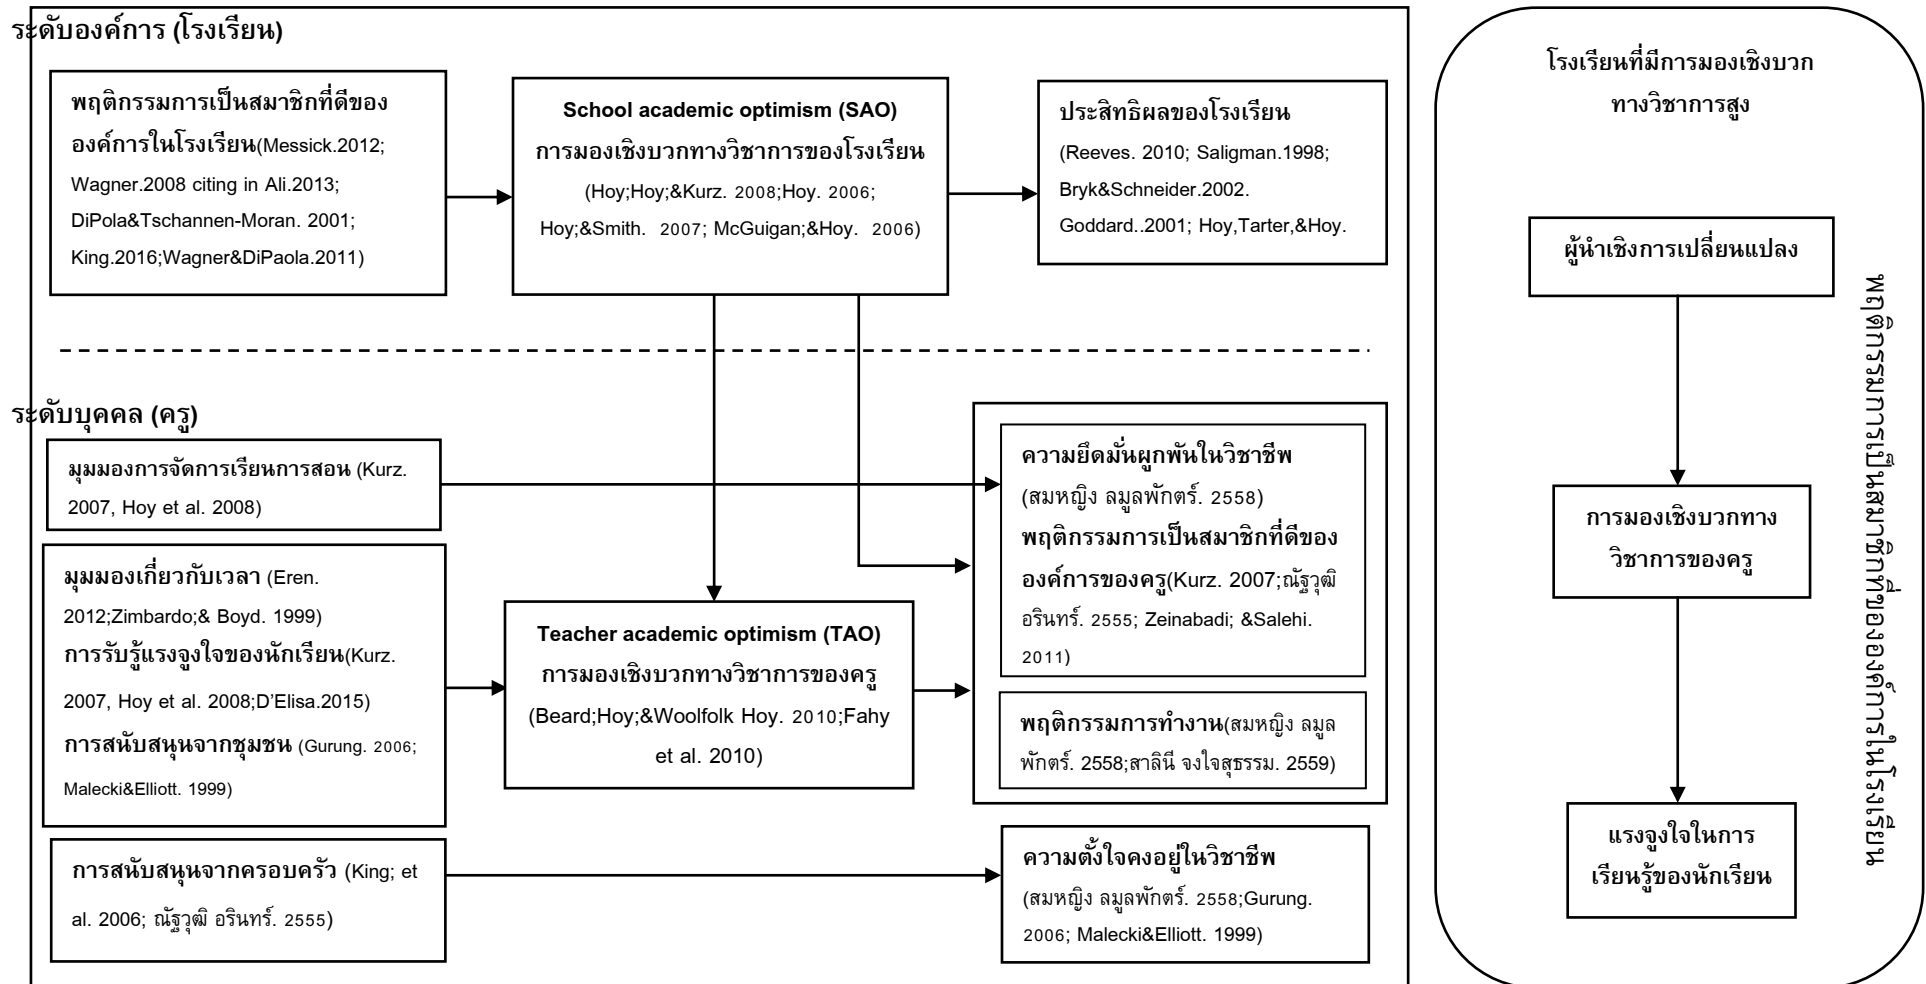 ระดับองค์การ (โรงเรียน)
พฤติกรรมการเป็นสมาชิกที่ดีของ
องค์การในโรงเรียน(Messick.2012;
Wagner.2008 citing in Ali.2013;
DiPola&Tschannen-Moran. 2001;
King.2016;Wagner&DiPaola.2011)
School academic optimism (SAO)
การมองเชิงบวกทางวิชาการของโรงเรียน
(Hoy;Hoy;&Kurz. 2008;Hoy. 2006;
Hoy;&Smith. 2007; McGuigan;&Hoy. 2006)
ประสิทธิผลของโรงเรียน
(Reeves. 2010; Saligman.1998;
Bryk&Schneider.2002.
Goddard..2001; Hoy,Tarter,&Hoy.
ระดับบุคคล (ครู)
มุมมองการจัดการเรียนการสอน (Kurz.
2007, Hoy et al. 2008)
มุมมองเกี่ยวกับเวลา (Eren.
2012;Zimbardo;& Boyd. 1999)
การรับรู้แรงจูงใจของนักเรียน(Kurz.
2007, Hoy et al. 2008;D’Elisa.2015)
การสนับสนุนจากชุมชน (Gurung. 2006;
Malecki&Elliott. 1999)
การสนับสนุนจากครอบครัว (King; et
al. 2006; ณัฐวุฒิ อรินทร์. 2555)
Teacher academic optimism (TAO)
การมองเชิงบวกทางวิชาการของครู
(Beard;Hoy;&Woolfolk Hoy. 2010;Fahy
et al. 2010)
ความยึดมั่นผูกพันในวิชาชีพ
(สมหญิง ลมูลพักตร์. 2558)
พฤติกรรมการเป็นสมาชิกที่ดีของ
องค์การของครู(Kurz. 2007;ณัฐวุฒิ
อรินทร์. 2555; Zeinabadi; &Salehi.
2011)
พฤติกรรมการทำงาน(สมหญิง ลมูล
พักตร์. 2558;สาลินี จงใจสุรธรรม. 2559)
ความตั้งใจคงอยู่ในวิชาชีพ
(สมหญิง ลมูลพักตร์. 2558;Gurung.
2006; Malecki&Elliott. 1999)
โรงเรียนที่มีการมองเชิงบวก
ทางวิชาการสูง
ผู้นำเชิงการเปลี่ยนแปลง
การมองเชิงบวกทาง
วิชาการของครู
แรงจูงใจในการ
เรียนรู้ของนักเรียน
พฤติกรรมการเป็นสมาชิกที่ดีขององค์การในโรงเรียน